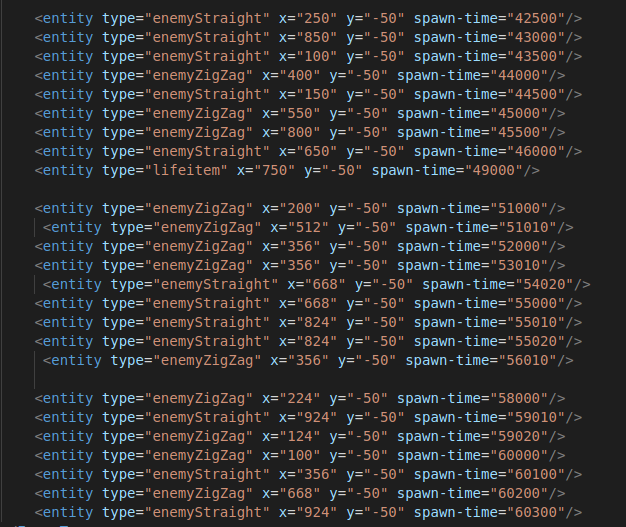 <entity type="enemyStraight" x="250" y="-50" spawn-time="42500"/>
<entity type="enemyStraight" x="850" y="-50" spawn-time="43000"/>
<entity type="enemyStraight" x="100" y="-50" spawn-time="43500"/>
<entity type="enemyZigZag" x="400" y="-50" spawn-time="44000"/>
<entity type="enemyStraight" x="150" y="-50" spawn-time="44500"/>
<entity type="enemyZigZag" x="550" y="-50" spawn-time="45000"/>
<entity type="enemyZigZag" x="800" y="-50" spawn-time="45500"/>
<entity type="enemyStraight" x="650" y="-50" spawn-time="46000"/>
<entity type="lifeitem" x="750" y="-50" spawn-time="49000"/>
<entity type="enemyZigZag" x="200" y="-50" spawn-time="51000"/>
<entity type="enemyZigZag" x="512" y="-50" spawn-time="51010"/>
<entity type="enemyZigZag" x="356" y="-50" spawn-time="52000"/>
<entity type="enemyZigZag" x="356" y="-50" spawn-time="53010"/>
<entity type="enemyStraight" x="668" y="-50" spawn-time="54020"/>
<entity type="enemyStraight" x="668" y="-50" spawn-time="55000"/>
<entity type="enemyStraight" x="824" y="-50" spawn-time="55010"/>
<entity type="enemyStraight" x="824" y="-50" spawn-time="55020"/>
<entity type="enemyZigZag" x="356" y="-50" spawn-time="56010"/>
<entity type="enemyZigZag" x="224" y="-50" spawn-time="58000"/>
<entity type="enemyStraight" x="924" y="-50" spawn-time="59010"/>
<entity type="enemyZigZag" x="124" y="-50" spawn-time="59020"/>
<entity type="enemyZigZag" x="100" y="-50" spawn-time="60000"/>
<entity type="enemyStraight" x="356" y="-50" spawn-time="60100"/>
<entity type="enemyZigZag" x="668" y="-50" spawn-time="60200"/>
<entity type="enemyStraight" x="924" y="-50" spawn-time="60300"/>